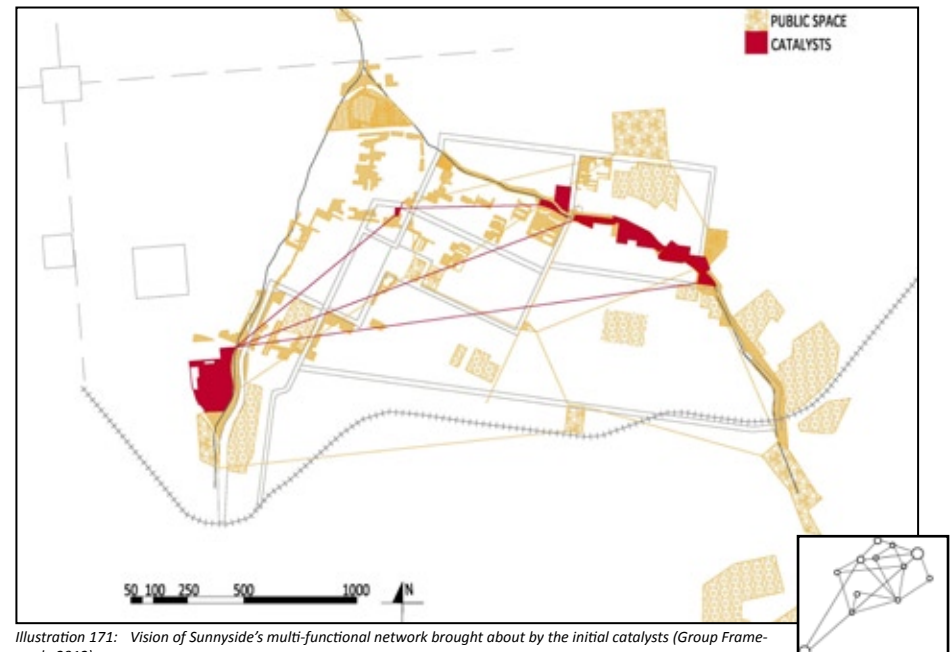 PUBLIC SPACE
CATALYSTS
50 100 250 500 1000 N
Illustration 171: Vision of Sunnyside's multi-functional network brought about by the initial catalysts (Group Frame-